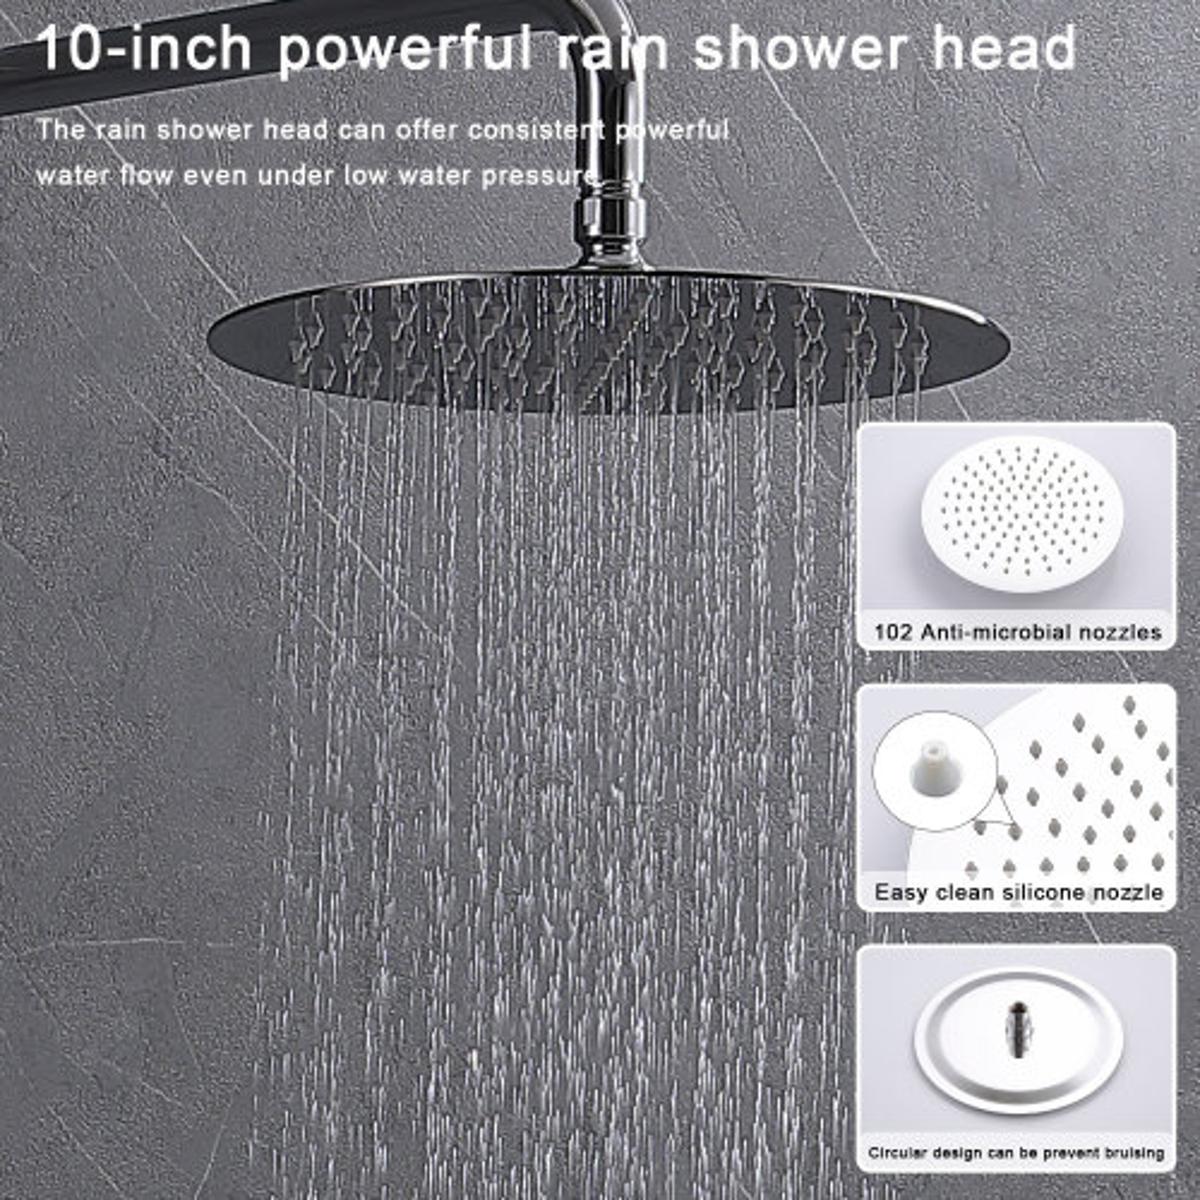 10-inch powerful rain shower head
The rain shower head can offer consistent powerful
water flow even under low water pressure.
102 Anti-microbial nozzles
Easy clean silicone nozzle
Circular design can be prevent bruising